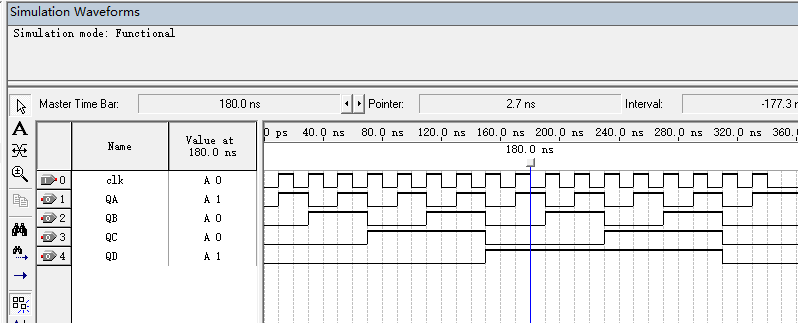 Simulation Waveforms
Simulation mode: Functional
Master Time Bar: 180.0 ns Pointer: 2.7 ns Interval: -177.3 n
Name Value at 180.0 ns
0 ps 40.0 ns 80.0 ns 120.0 ns 160.0 ns 200.0 ns 240.0 ns 280.0 ns 320.0 ns 360.
180.0 ns
0 clk A 0
1 QA A 1
2 QB A 0
3 QC A 0
4 QD A 1
A